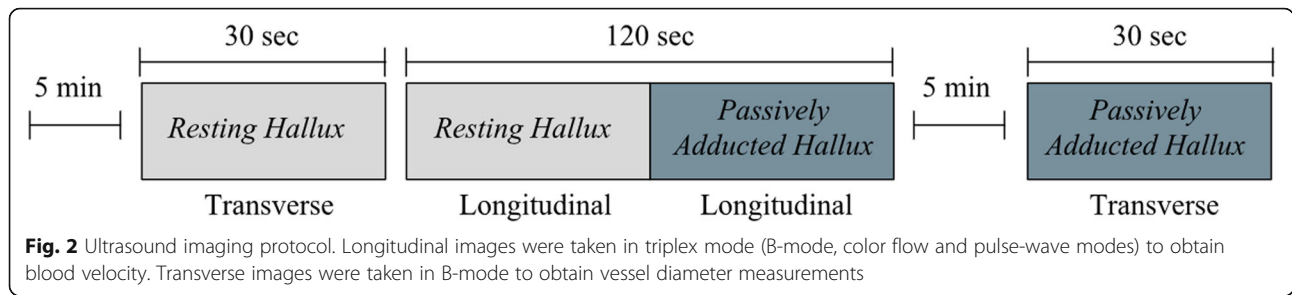 30 sec
120 sec
30 sec
5 min
5 min
Resting Hallux
Resting Hallux
Passively
Adducted Hallux
Passively
Adducted Hallux
Transverse
Longitudinal
Longitudinal
Transverse
Fig. 2 Ultrasound imaging protocol. Longitudinal images were taken in triplex mode (B-mode, color flow and pulse-wave modes) to obtain
blood velocity. Transverse images were taken in B-mode to obtain vessel diameter measurements